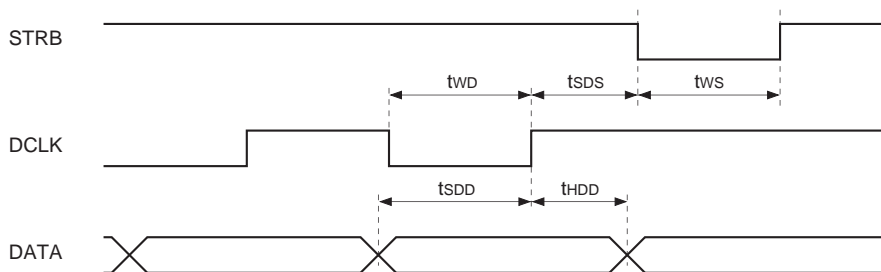 STRB
tWD
tSDS
tWS
DCLK
tSDD
tHDD
DATA